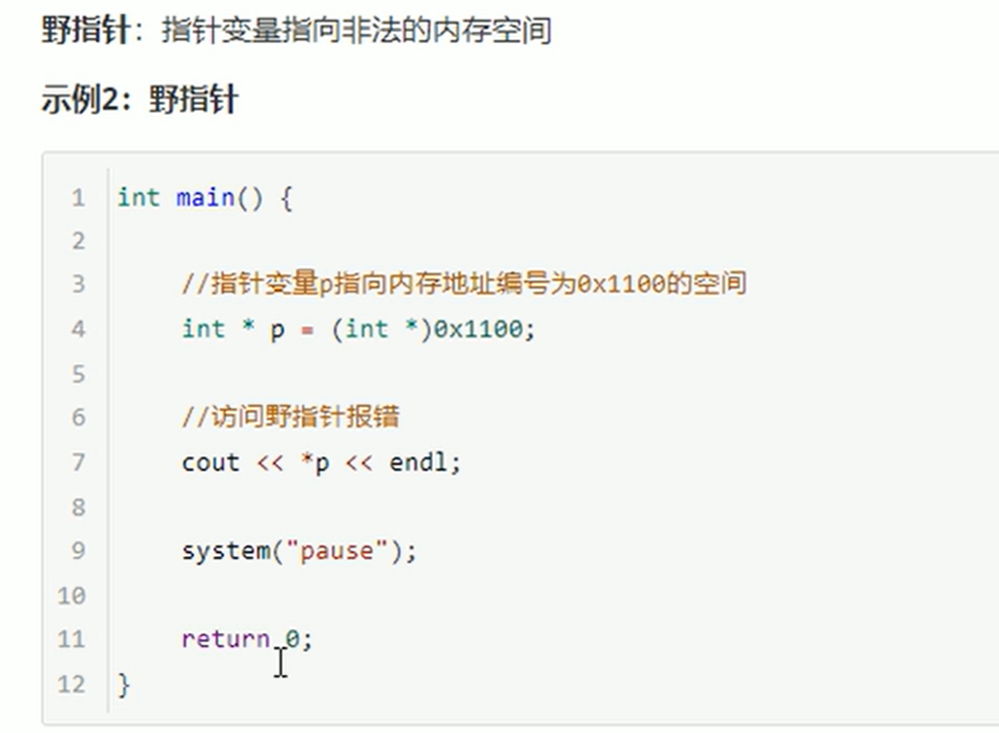 野指针：指针变量指向非法的内存空间
示例2：野指针
1 int main() {
2
3 //指针变量p指向内存地址编号为0x1100的空间
4 int * p = (int *)0x1100;
5
6 //访问野指针报错
7 cout << *p << endl;
8
9 system("pause");
10
11 return 0;
12 }